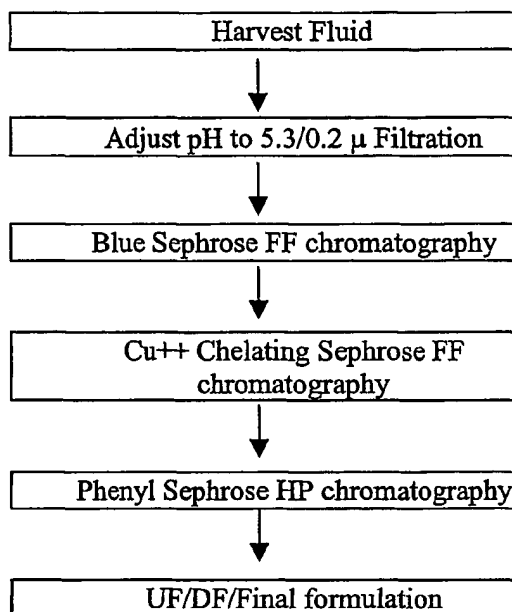 Harvest Fluid
Adjust pH to 5.3/0.2 μ Filtration
Blue Sephrose FF chromatography
Cu++ Chelating Sephrose FF
chromatography
Phenyl Sephrose HP chromatography
UF/DF/Final formulation